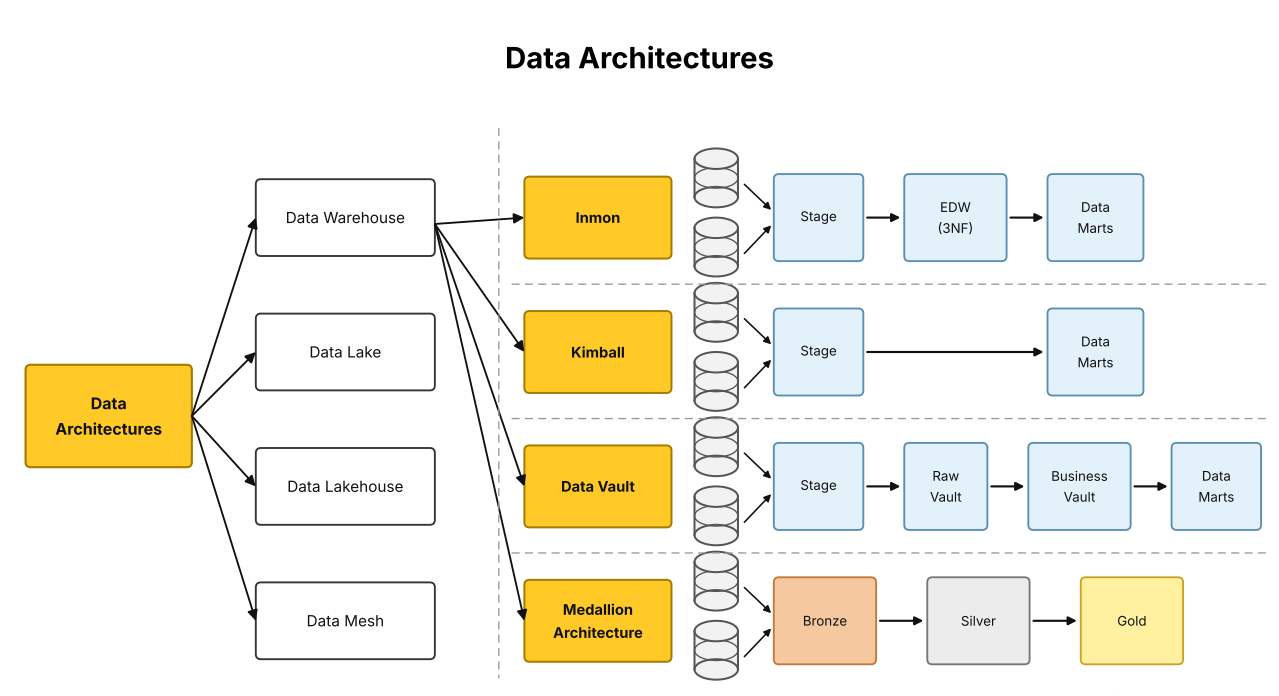 Data Architectures
Data
Architectures
Data Warehouse
Data Lake
Data Lakehouse
Data Mesh
Inmon
Stage
EDW
(3NF)
Data
Marts
Kimball
Stage
Data
Marts
Data Vault
Stage
Raw
Vault
Business
Vault
Data
Marts
Medallion
Architecture
Bronze
Silver
Gold